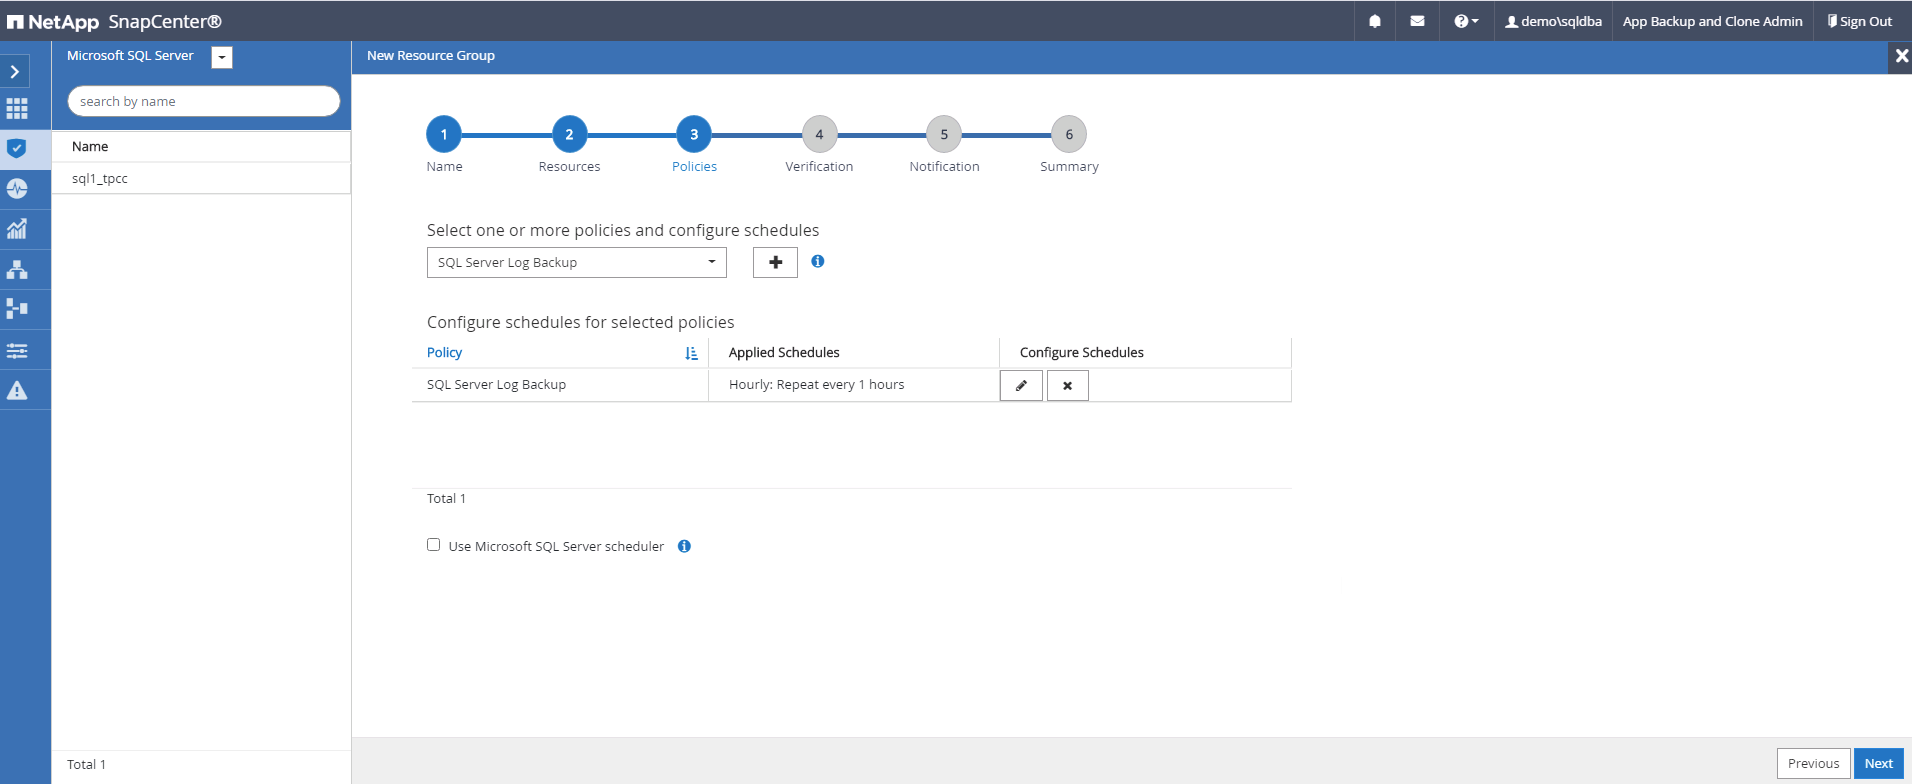 NetApp SnapCenter®
demo\sqldba
App Backup and Clone Admin
Sign Out
Microsoft SQL Server
New Resource Group
search by name
Name
sql1_tpcc
Total 1
1
2
3
4
5
6
Name
Resources
Policies
Verification
Notification
Summary
Select one or more policies and configure schedules
SQL Server Log Backup
Configure schedules for selected policies
Policy
Applied Schedules
Configure Schedules
SQL Server Log Backup
Hourly: Repeat every 1 hours
Total 1
Use Microsoft SQL Server scheduler
Previous
Next